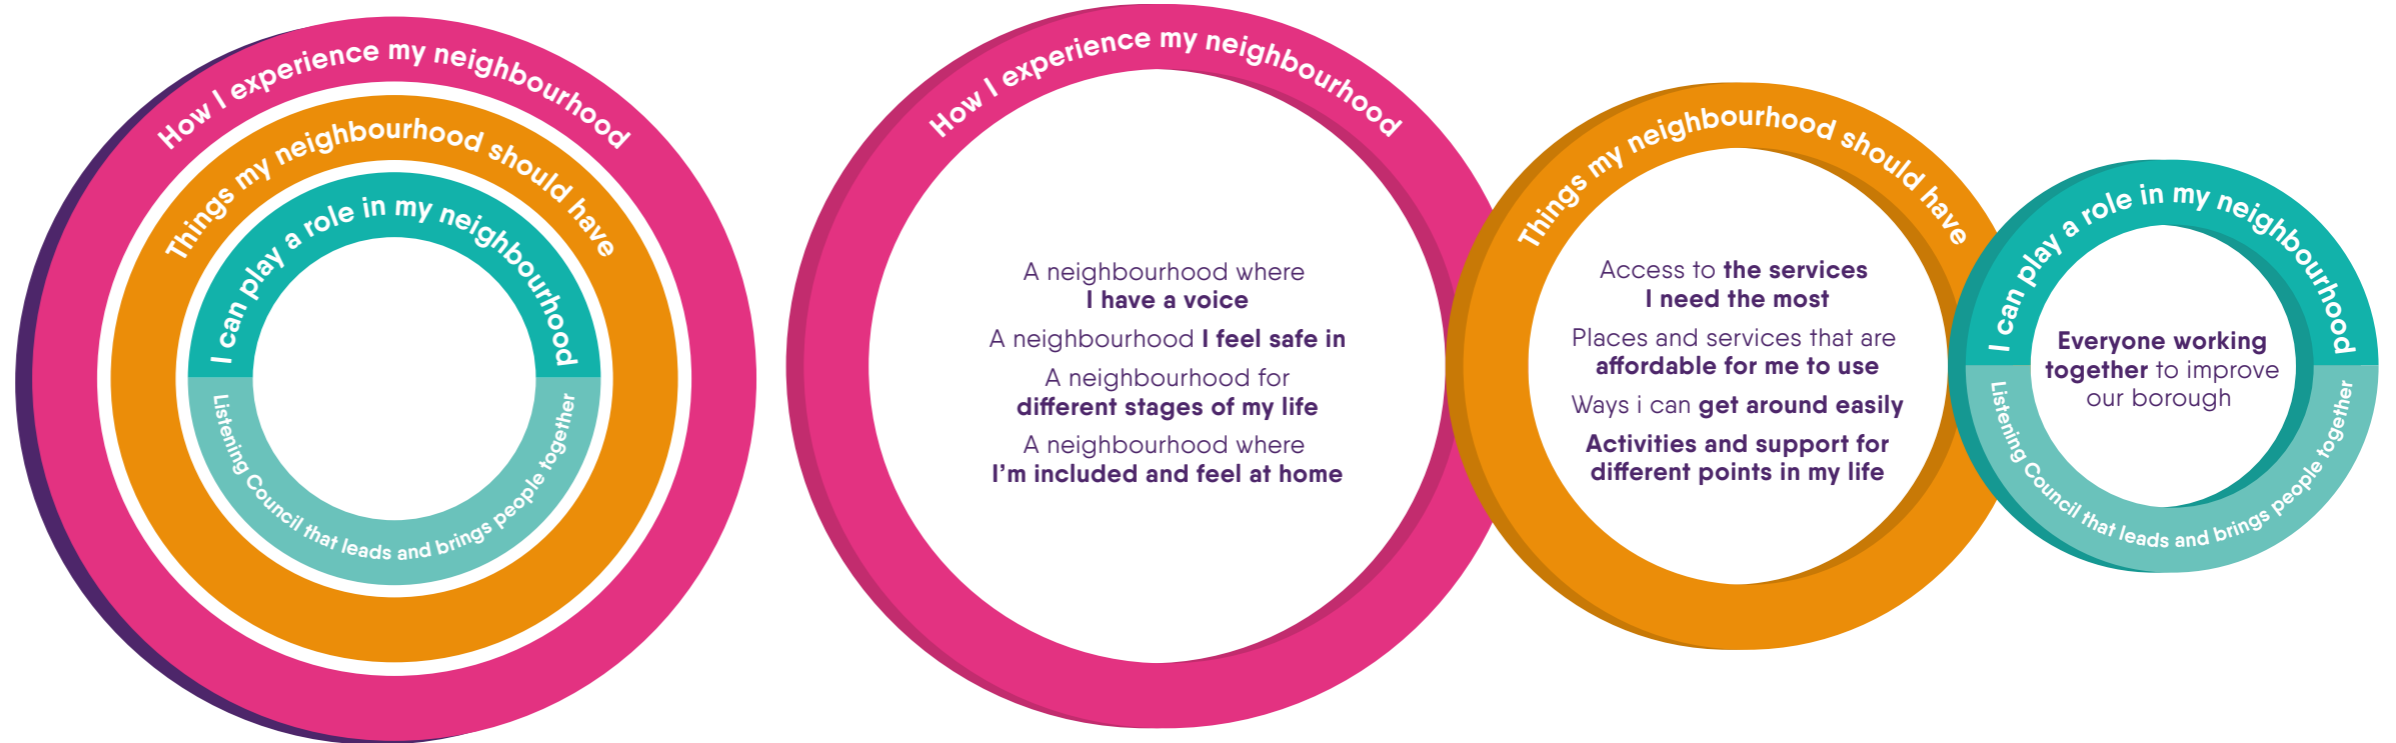 How I experience my neighbourhood
Things my neighbourhood should have
I can play a role in my neighbourhood
Listening Council that leads and brings people together
How I experience my neighbourhood
A neighbourhood where
I have a voice
A neighbourhood I feel safe in
A neighbourhood for
different stages of my life
A neighbourhood where
I'm included and feel at home
Things my neighbourhood should have
Access to the services
I need the most
Places and services that are
affordable for me to use
Ways i can get around easily
Activities and support for
different points in my life
I can play a role in my neighbourhood
Everyone working
together to improve
our borough
Listening Council that leads and brings people together